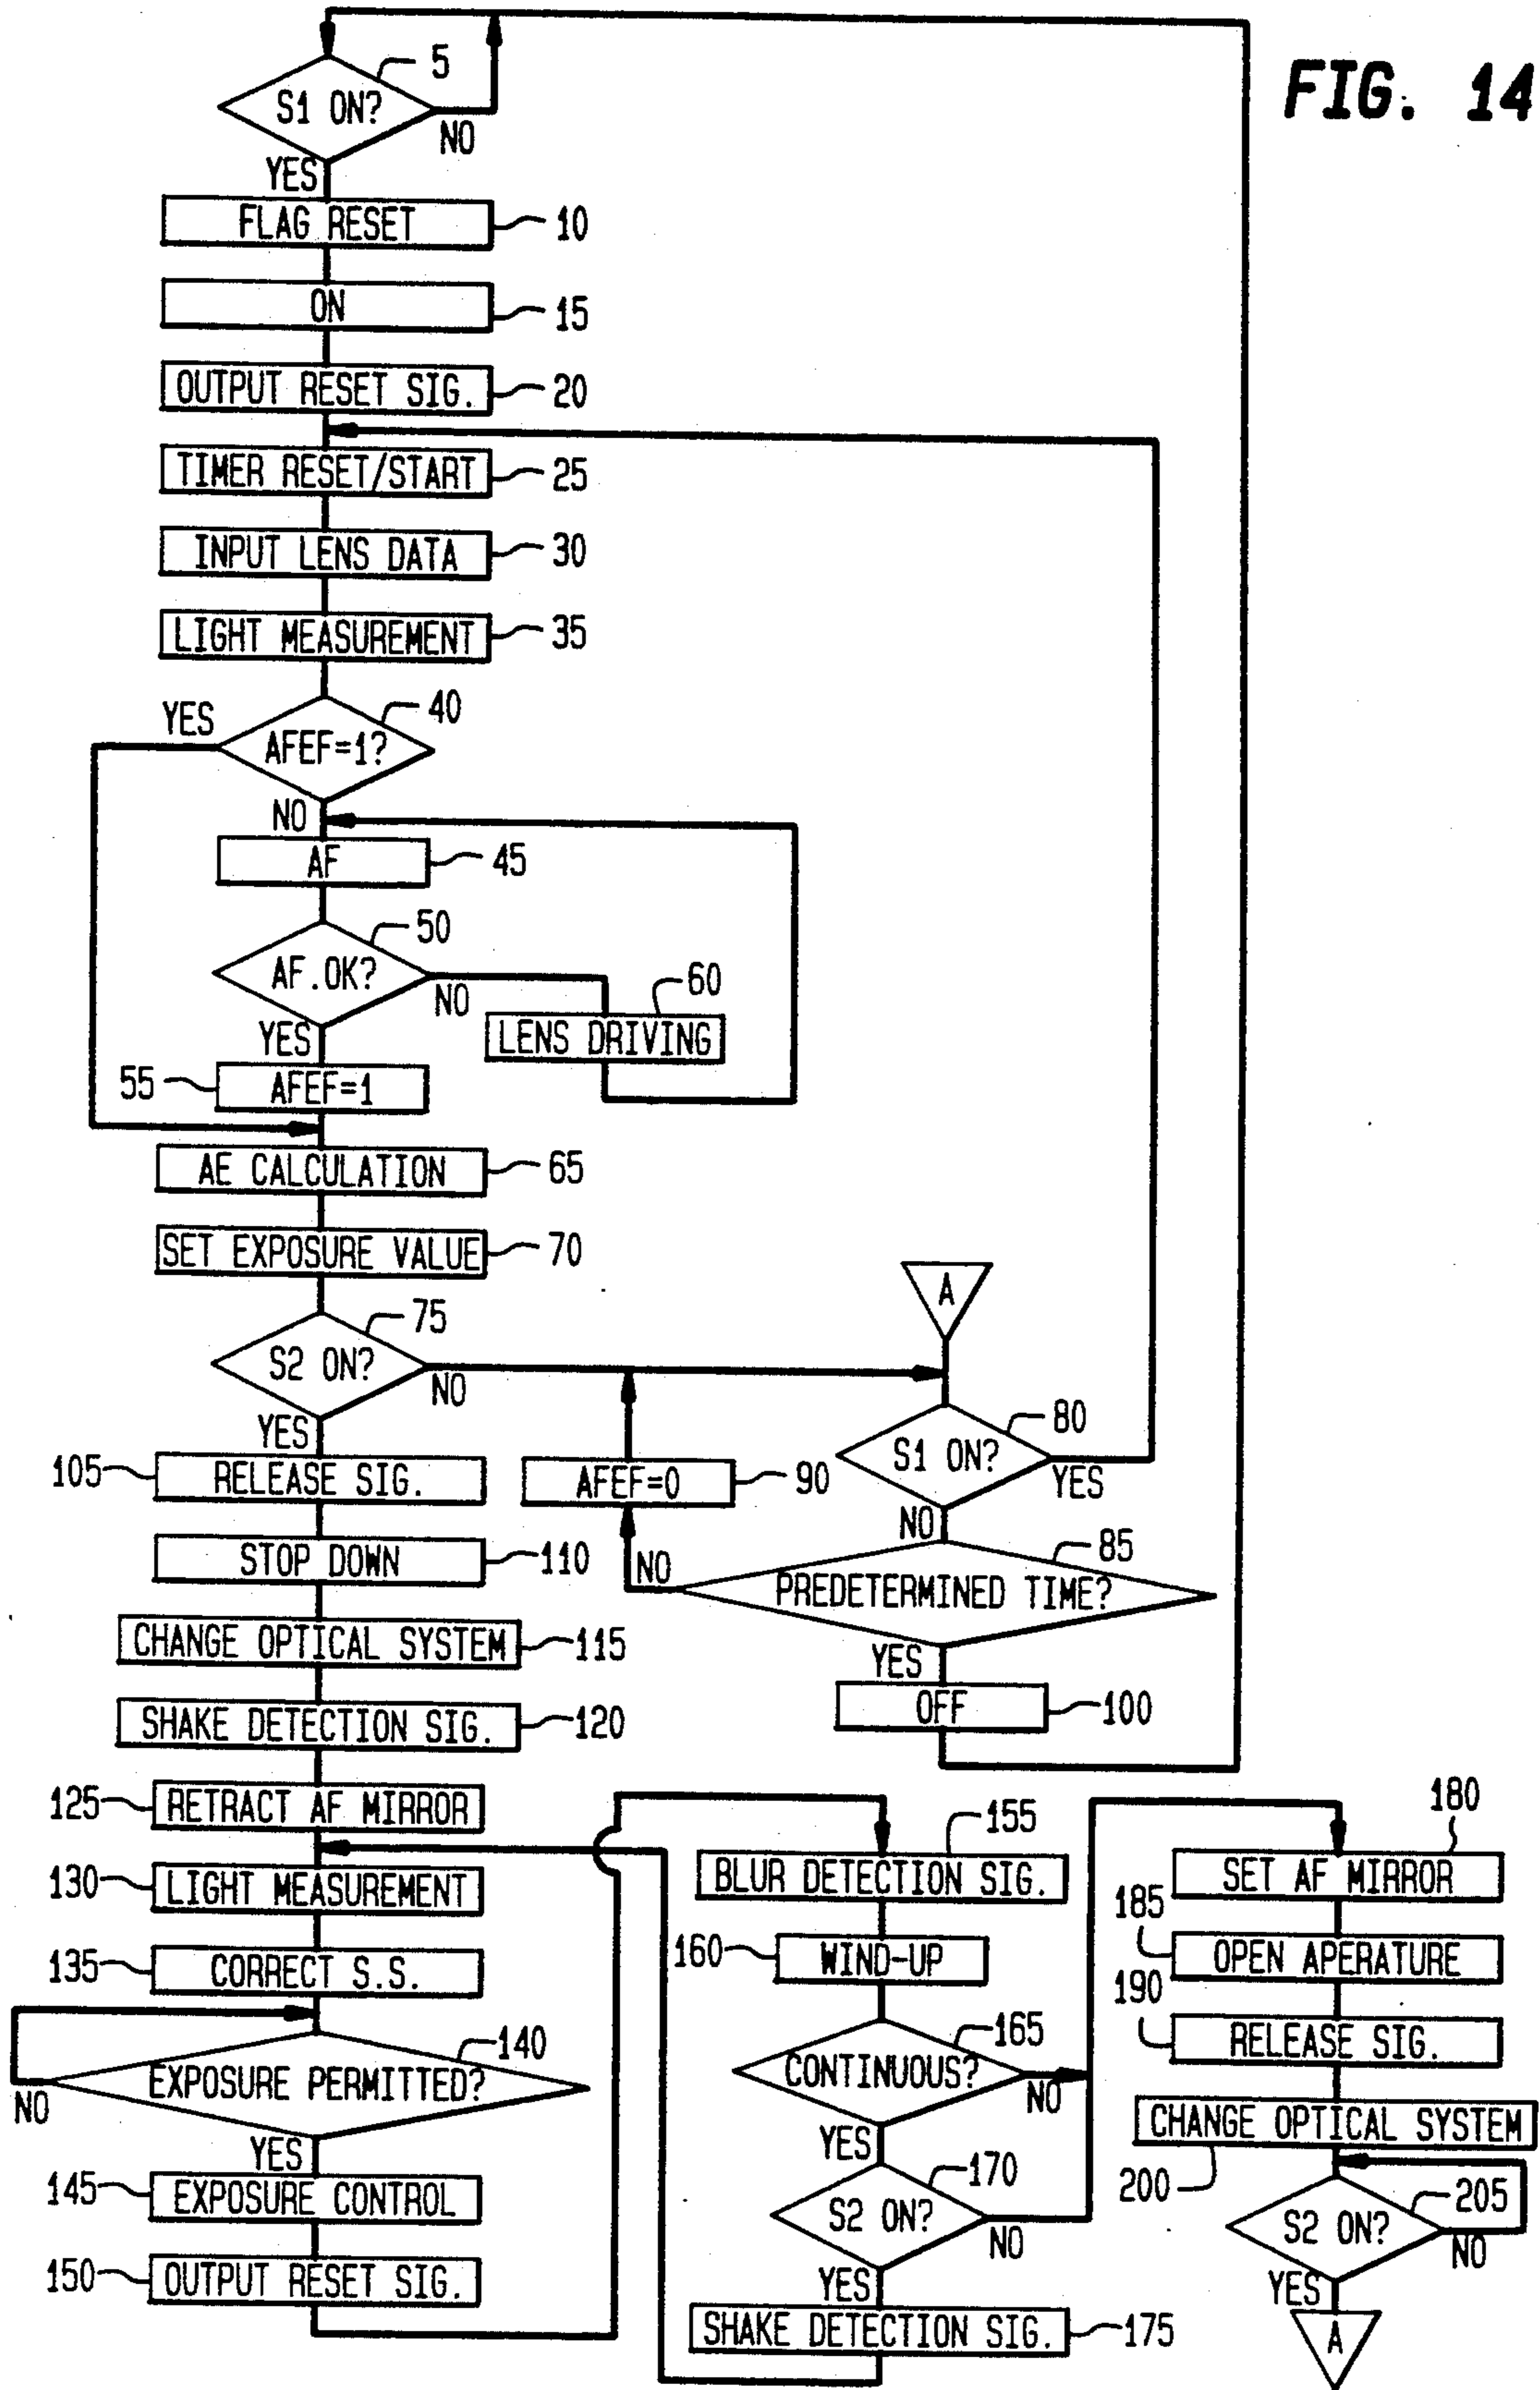 FIG. 14
S1 ON?
5
NO
YES
FLAG RESET
10
ON
15
OUTPUT RESET SIG.
20
TIMER RESET/START
25
INPUT LENS DATA
30
LIGHT MEASUREMENT
35
YES
40
AFEF=1?
NO
AF
45
50
AF.OK?
NO
YES
60
LENS DRIVING
55
AFEF=1
AE CALCULATION
65
SET EXPOSURE VALUE
70
75
S2 ON?
NO
YES
A
80
S1 ON?
YES
NO
AFEF=0
90
85
PREDETERMINED TIME?
NO
YES
OFF
100
105
RELEASE SIG.
STOP DOWN
110
CHANGE OPTICAL SYSTEM
115
SHAKE DETECTION SIG.
120
125
RETRACT AF MIRROR
130
LIGHT MEASUREMENT
135
CORRECT S.S.
140
EXPOSURE PERMITTED?
NO
YES
145
EXPOSURE CONTROL
150
OUTPUT RESET SIG.
155
BLUR DETECTION SIG.
160
WIND-UP
165
CONTINUOUS?
NO
YES
170
S2 ON?
NO
YES
SHAKE DETECTION SIG.
175
180
SET AF MIRROR
185
OPEN APERATURE
190
RELEASE SIG.
CHANGE OPTICAL SYSTEM
200
205
S2 ON?
NO
YES
A